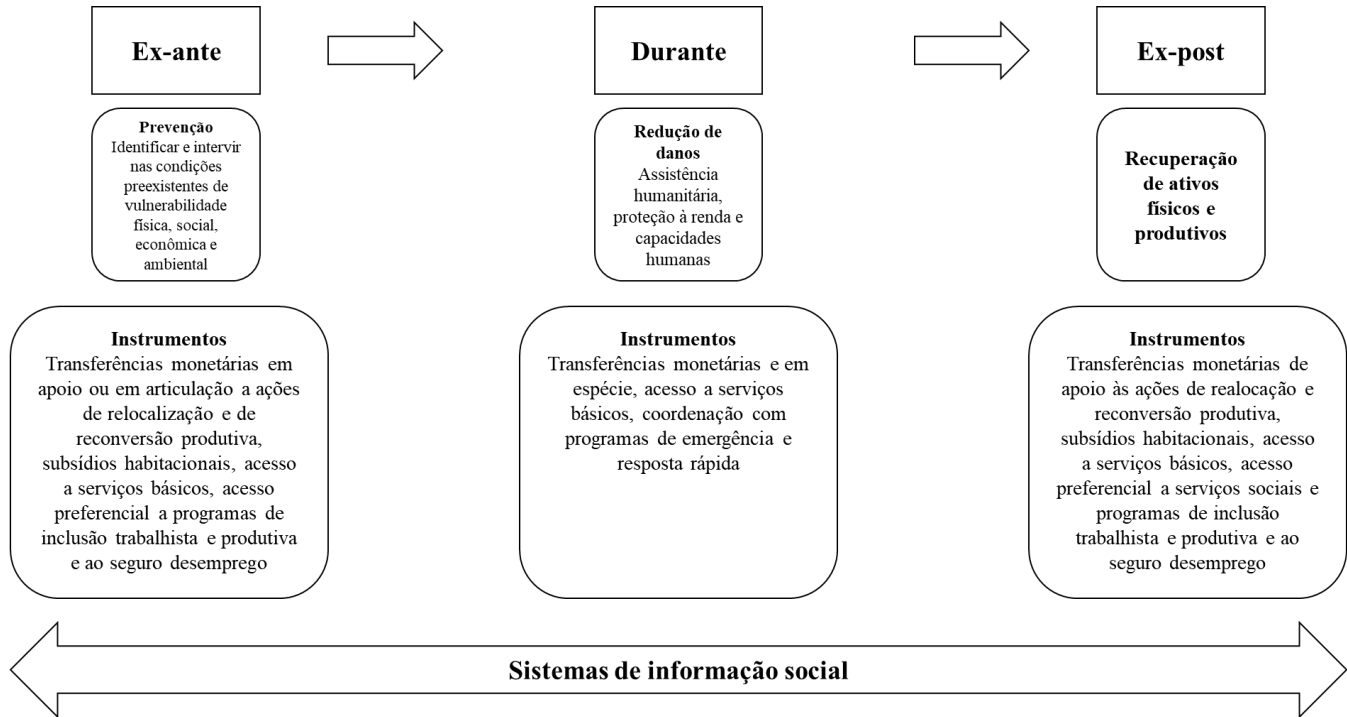 Ex-ante
Durante
Ex-post
Prevenção
Identificar e intervir
nas condições
preexistentes de
vulnerabilidade
física, social,
econômica e
ambiental
Redução de
danos
Assistência
humanitária,
proteção à renda e
capacidades
humanas
Recuperação
de ativos
físicos e
produtivos
Instrumentos
Transferências monetárias em
apoio ou em articulação a ações
de relocalização e de
reconversão produtiva,
subsídios habitacionais, acesso
a serviços básicos, acesso
preferencial a programas de
inclusão trabalhista e produtiva
e ao seguro desemprego
Instrumentos
Transferências monetárias e em
espécie, acesso a serviços
básicos, coordenação com
programas de emergência e
resposta rápida
Instrumentos
Transferências monetárias de
apoio às ações de realocação e
reconversão produtiva,
subsídios habitacionais, acesso
a serviços básicos, acesso
preferencial a serviços sociais e
programas de inclusão
trabalhista e produtiva e ao
seguro desemprego
Sistemas de informação social